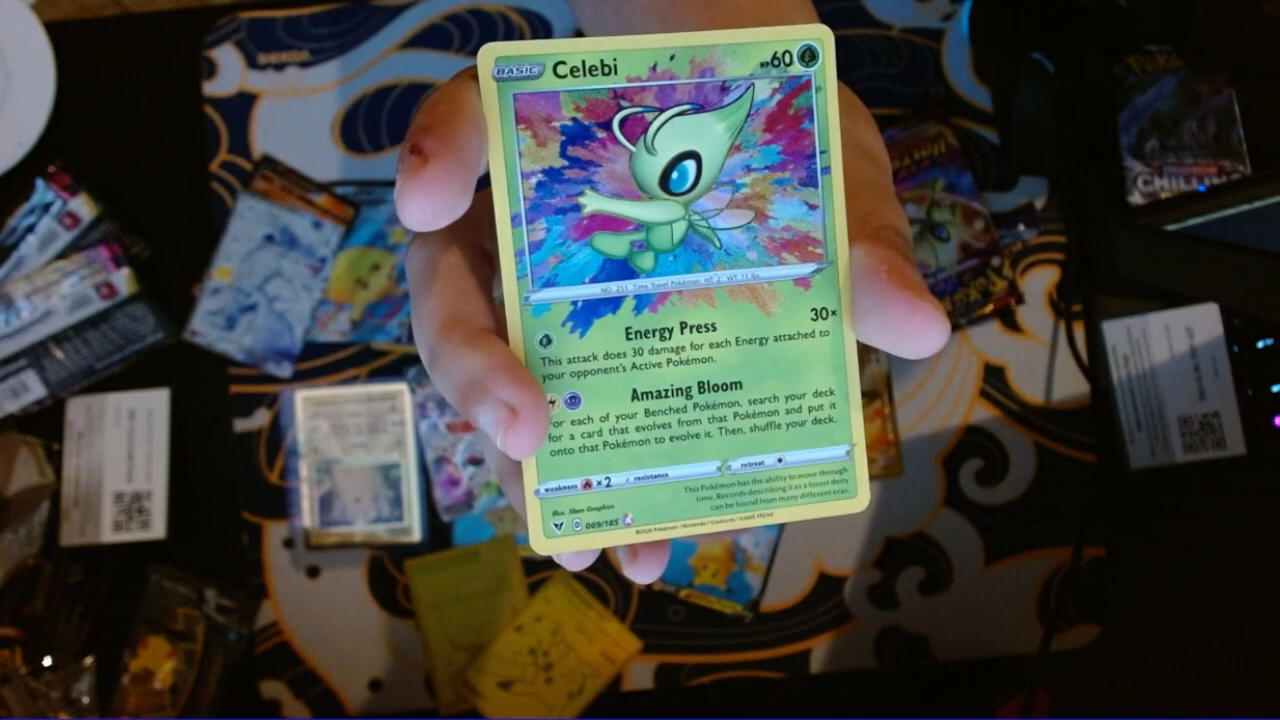 BASIC Celebi HP 60
NO. 251 Time Travel Pokémon HT: 2' WT: 11 lbs.
Energy Press 30×
This attack does 30 damage for each Energy attached to
your opponent's Active Pokémon.
Amazing Bloom
For each of your Benched Pokémon, search your deck
for a card that evolves from that Pokémon and put it
onto that Pokémon to evolve it. Then, shuffle your deck.
weakness ×2 resistance retreat
This Pokémon has the ability to move through
time. Records describing it as a forest deity
can be found from many different eras.
Illus. Shen Graphics
D 009/185
©2020 Pokémon / Nintendo / Creatures / GAME FREAK
CHILLING